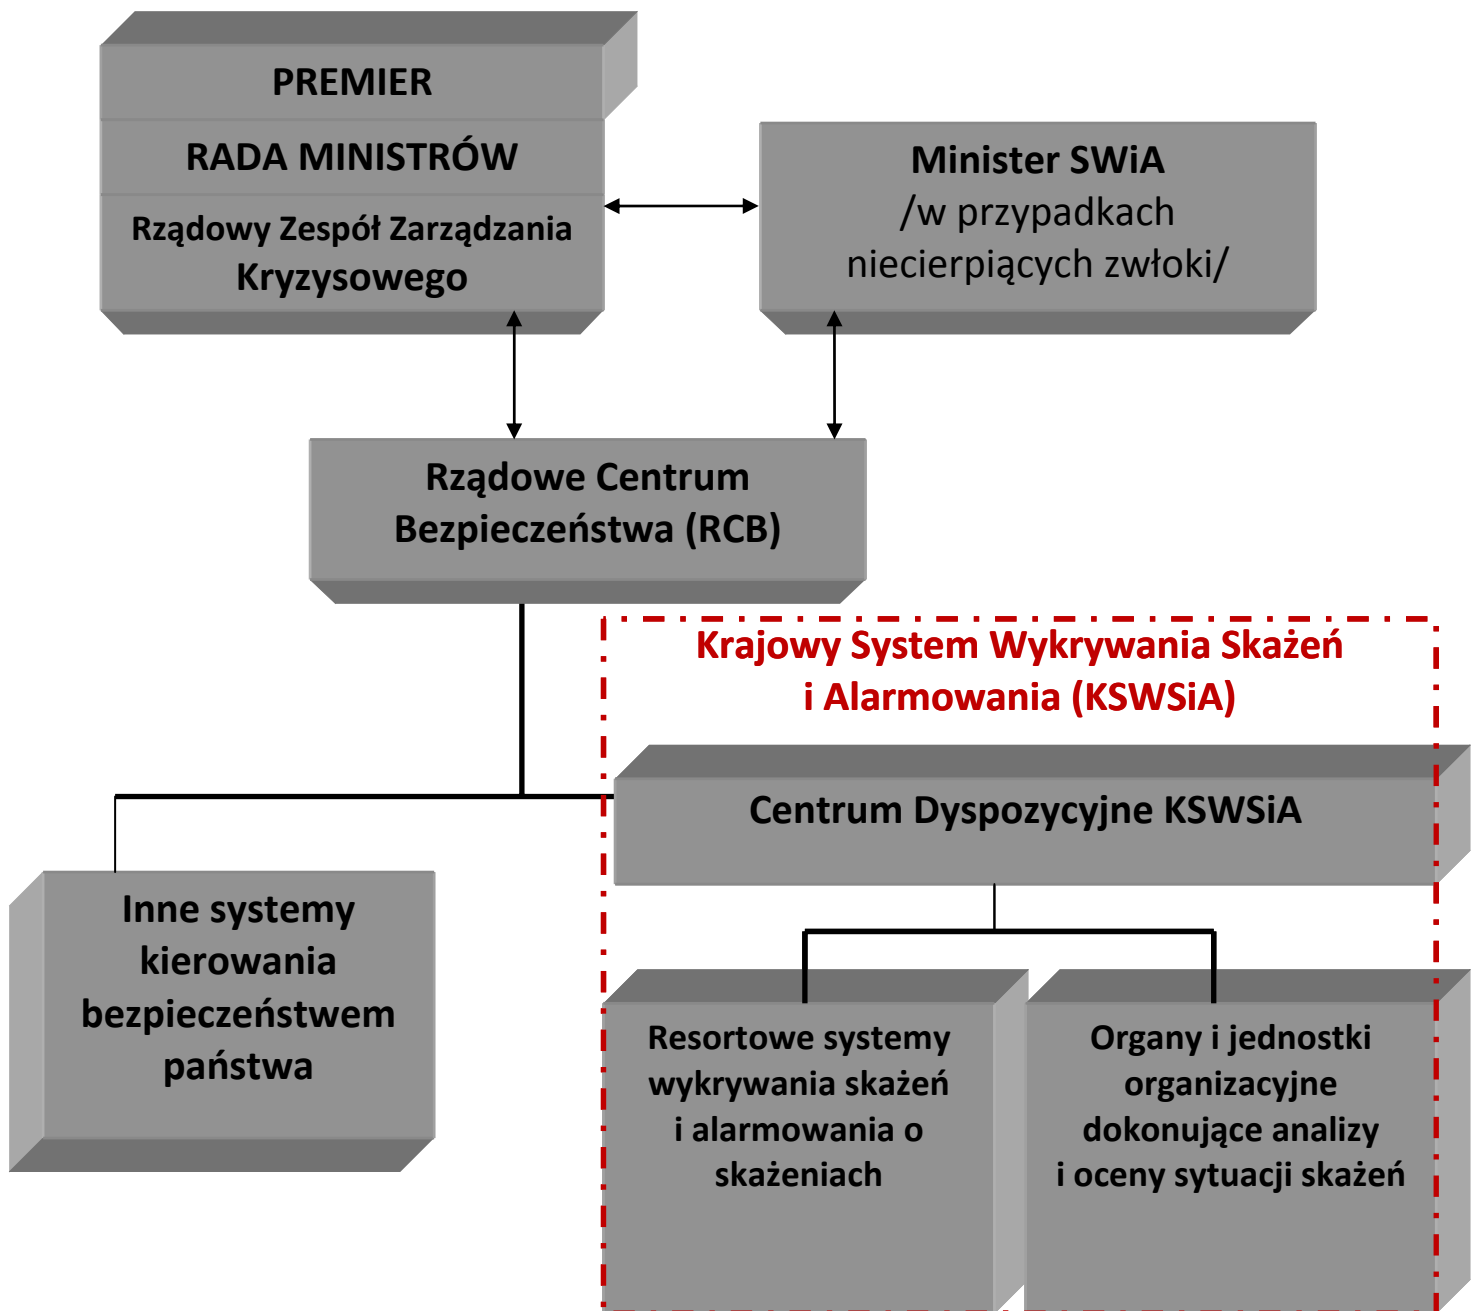 PREMIER
RADA MINISTRÓW
Rządowy Zespół Zarządzania
Kryzysowego
Minister SWiA
/w przypadkach
niecierpiących zwłoki/
Rządowe Centrum
Bezpieczeństwa (RCB)
Krajowy System Wykrywania Skażeń
i Alarmowania (KSWSiA)
Centrum Dyspozycyjne KSWSiA
Inne systemy
kierowania
bezpieczeństwem
państwa
Resortowe systemy
wykrywania skażeń
i alarmowania o
skażeniach
Organy i jednostki
organizacyjne
dokonujące analizy
i oceny sytuacji skażeń